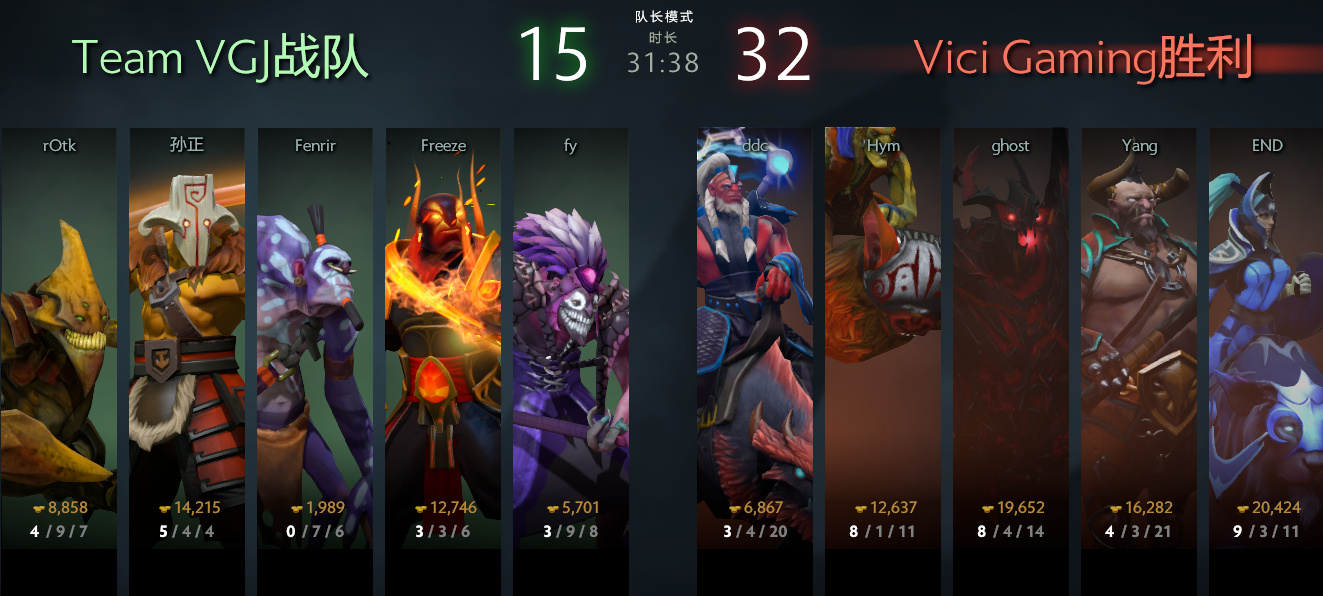 Team VGJ战队
15
队长模式
时长
31:38
32
Vici Gaming胜利
rOtk
孙正
Fenrir
Freeze
fy
ddc
Hym
ghost
Yang
END
8,858
14,215
1,989
12,746
5,701
6,867
12,637
19,652
16,282
20,424
4 / 9 / 7
5 / 4 / 4
0 / 7 / 6
3 / 3 / 6
3 / 9 / 8
3 / 4 / 20
8 / 1 / 11
8 / 4 / 14
4 / 3 / 21
9 / 3 / 11